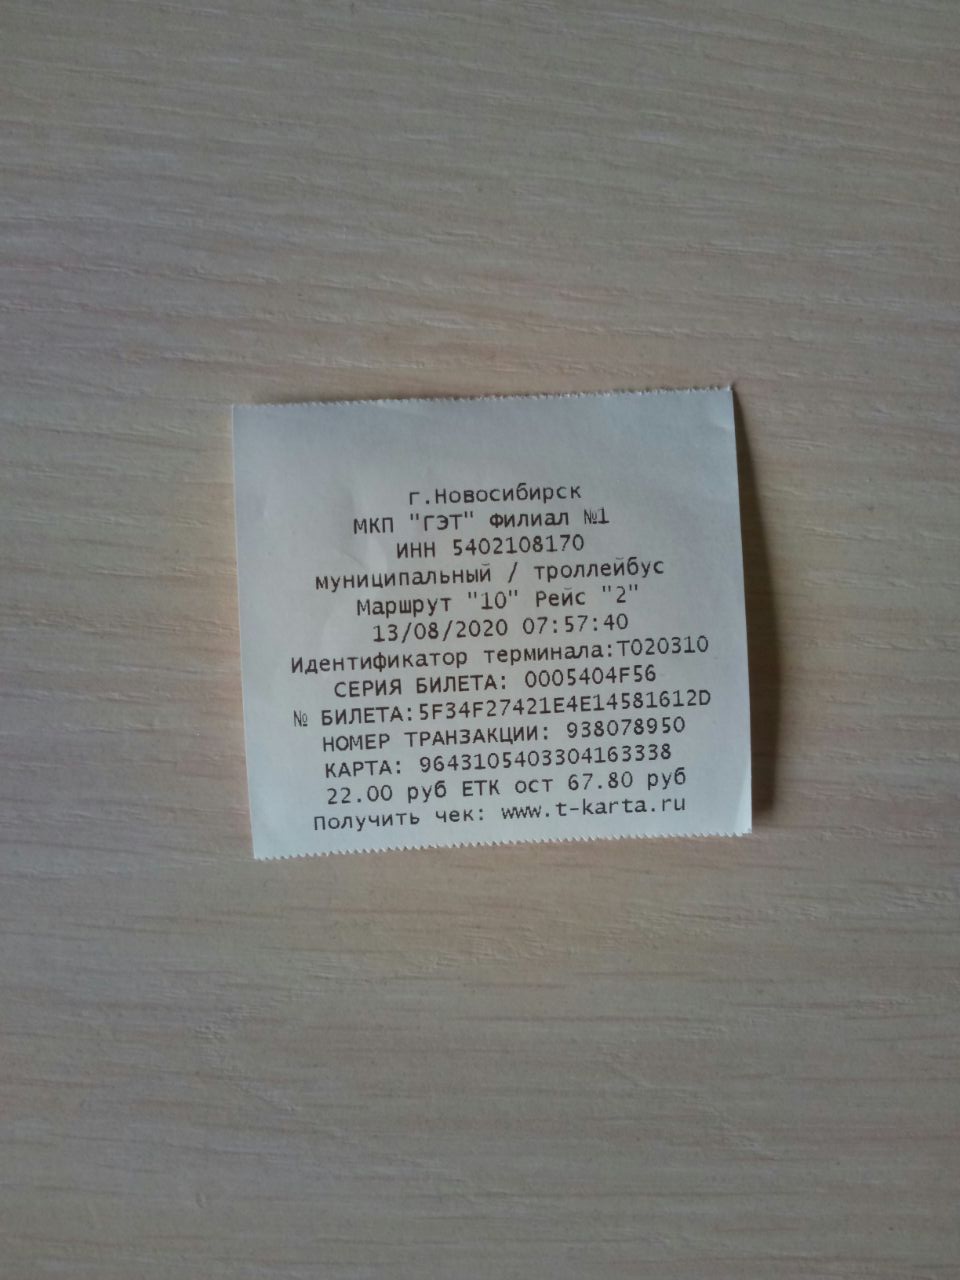 г.Новосибирск
МКП "ГЭТ" Филиал №1
ИНН 5402108170
муниципальный / троллейбус
Маршрут "10" Рейс "2"
13/08/2020 07:57:40
Идентификатор терминала:T020310
СЕРИЯ БИЛЕТА: 0005404F56
№ БИЛЕТА:5F34F27421E4E14581612D
НОМЕР ТРАНЗАКЦИИ: 938078950
КАРТА: 9643105403304163338
22.00 руб ЕТК ост 67.80 руб
Получить чек: www.t-karta.ru